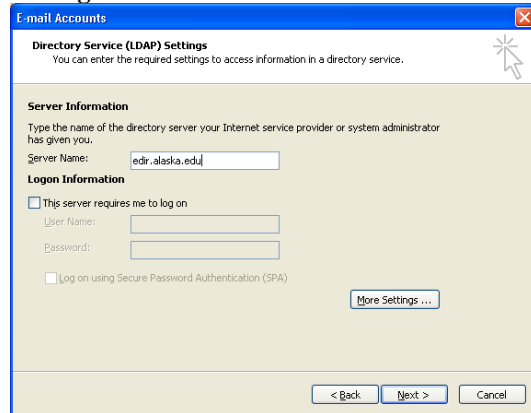 E-mail Accounts
Directory Service (LDAP) Settings
You can enter the required settings to access information in a directory service.
Server Information
Type the name of the directory server your Internet service provider or system administrator
has given you.
Server Name: edir.alaska.edu
Logon Information
This server requires me to log on
User Name:
Password:
Log on using Secure Password Authentication (SPA)
More Settings ...
< Back Next > Cancel